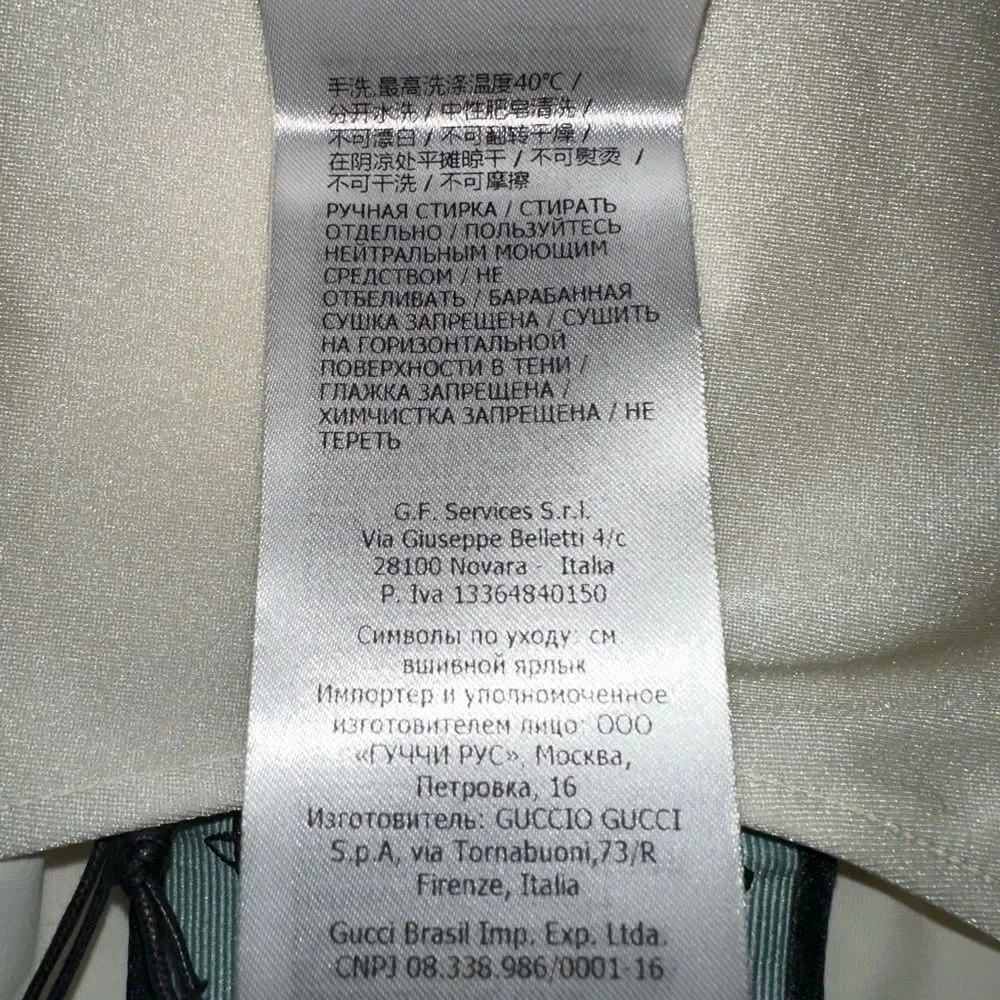 手洗,最高洗涤温度40°C /
分开水洗 / 中性肥皂清洗 /
不可漂白 / 不可翻转干燥 /
在阴凉处平摊晾干 / 不可熨烫 /
不可干洗 / 不可摩擦
РУЧНАЯ СТИРКА / СТИРАТЬ
ОТДЕЛЬНО / ПОЛЬЗУЙТЕСЬ
НЕЙТРАЛЬНЫМ МОЮЩИМ
СРЕДСТВОМ / НЕ
ОТБЕЛИВАТЬ / БАРАБАННАЯ
СУШКА ЗАПРЕЩЕНА / СУШИТЬ
НА ГОРИЗОНТАЛЬНОЙ
ПОВЕРХНОСТИ В ТЕНИ /
ГЛАЖКА ЗАПРЕЩЕНА /
ХИМЧИСТКА ЗАПРЕЩЕНА / НЕ
ТЕРЕТЬ
G.F. Services S.r.l.
Via Giuseppe Belletti 4/c
28100 Novara - Italia
P. Iva 13364840150
Символы по уходу: см.
вшивной ярлык
Импортер и уполномоченное
изготовителем лицо: ООО
«ГУЧЧИ РУС», Москва,
Петровка, 16
Изготовитель: GUCCIO GUCCI
S.p.A, via Tornabuoni,73/R
Firenze, Italia
Gucci Brasil Imp. Exp. Ltda.
CNPJ 08.338.986/0001-16